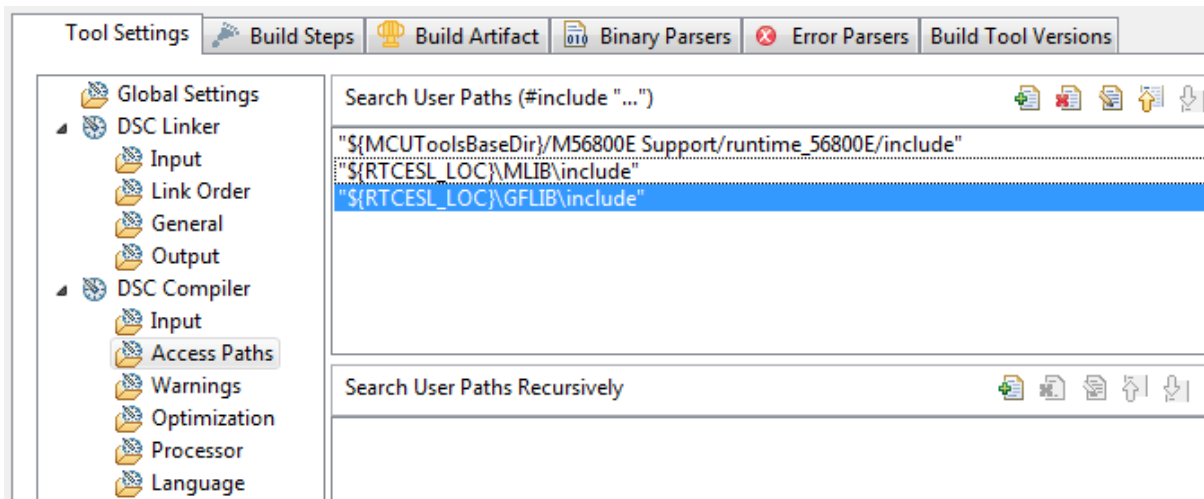 Tool Settings Build Steps Build Artifact Binary Parsers Error Parsers Build Tool Versions
Global Settings
DSC Linker
Input
Link Order
General
Output
DSC Compiler
Input
Access Paths
Warnings
Optimization
Processor
Language
Search User Paths (#include "...")
"${MCUToolsBaseDir}/M56800E Support/runtime_56800E/include"
"${RTCESL_LOC}\MLIB\include"
"${RTCESL_LOC}\GFLIB\include"
Search User Paths Recursively